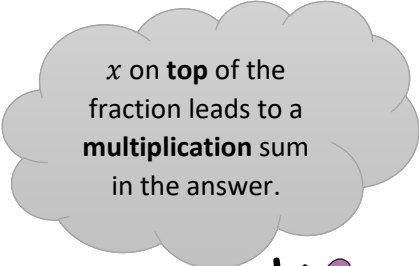 𝑥 on top of the
fraction leads to a
multiplication sum
in the answer.